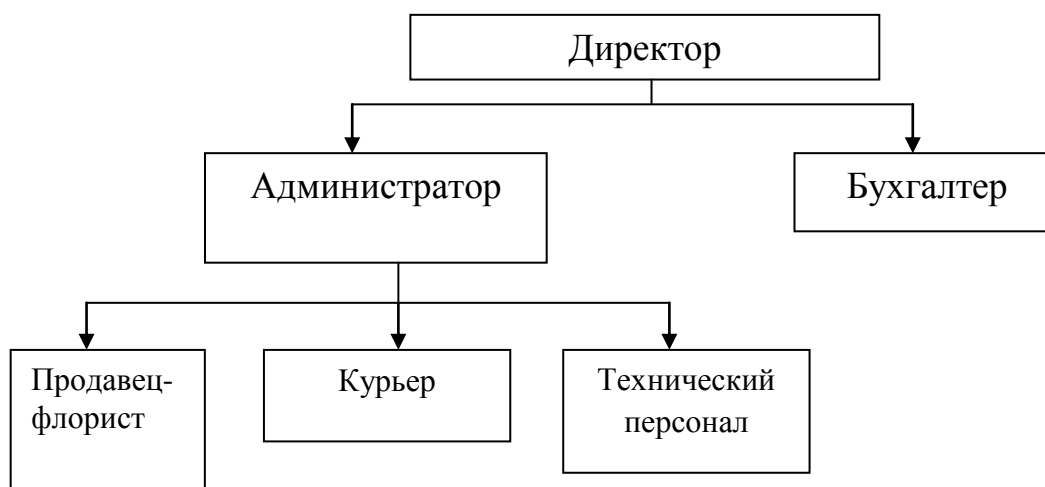 Директор
Администратор
Бухгалтер
Продавец-
флорист
Курьер
Технический
персонал